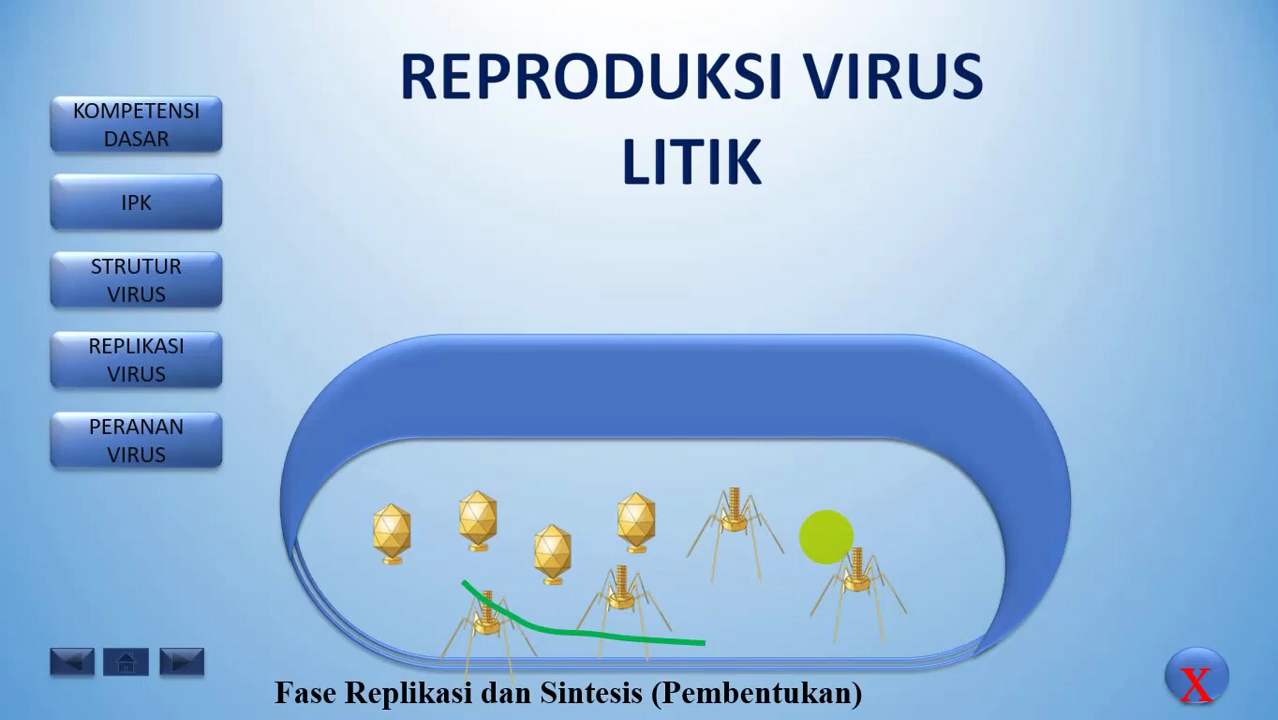 REPRODUKSI VIRUS
LITIK
KOMPETENSI
DASAR
IPK
STRUTUR
VIRUS
REPLIKASI
VIRUS
PERANAN
VIRUS
Fase Replikasi dan Sintesis (Pembentukan)
X